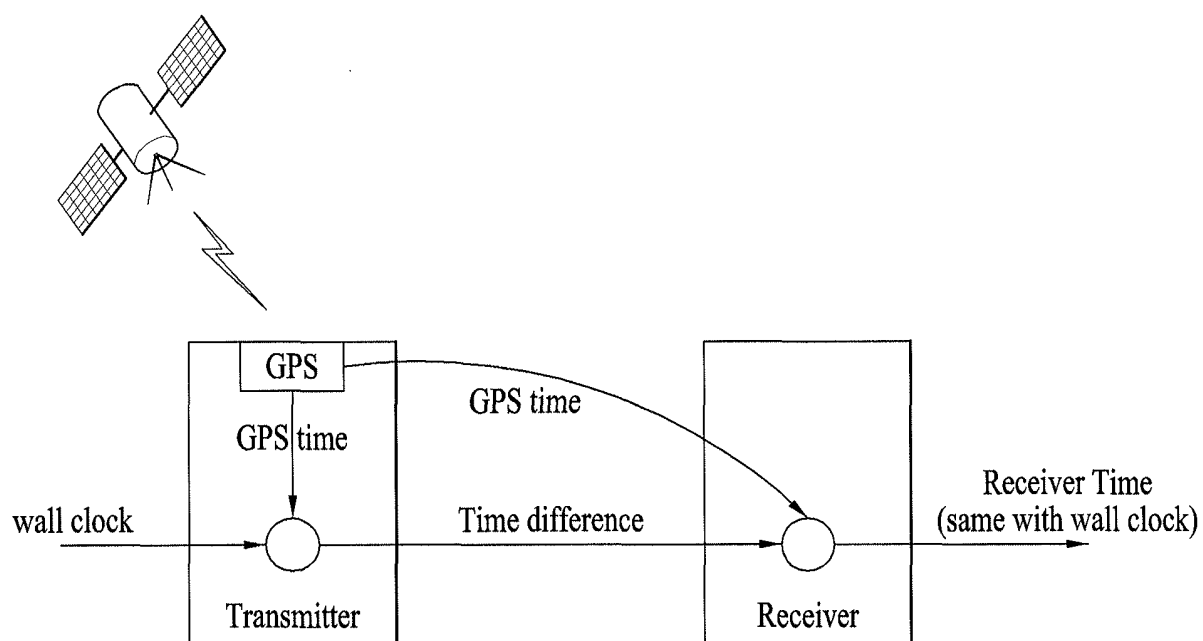 GPS
GPS time
GPS time
wall clock
Time difference
Receiver Time
(same with wall clock)
Transmitter
Receiver